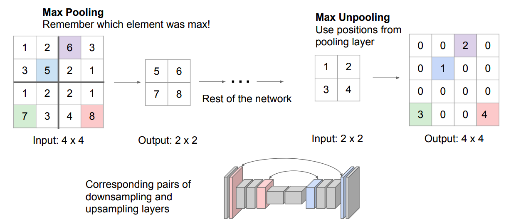 Max Pooling
Remember which element was max!
1 2 6 3
3 5 2 1
1 2 2 1
7 3 4 8
Input: 4 x 4
5 6
7 8
Output: 2 x 2
...
Rest of the network
Max Unpooling
Use positions from
pooling layer
1 2
3 4
Input: 2 x 2
0 0 2 0
0 1 0 0
0 0 0 0
3 0 0 4
Output: 4 x 4
Corresponding pairs of
downsampling and
upsampling layers